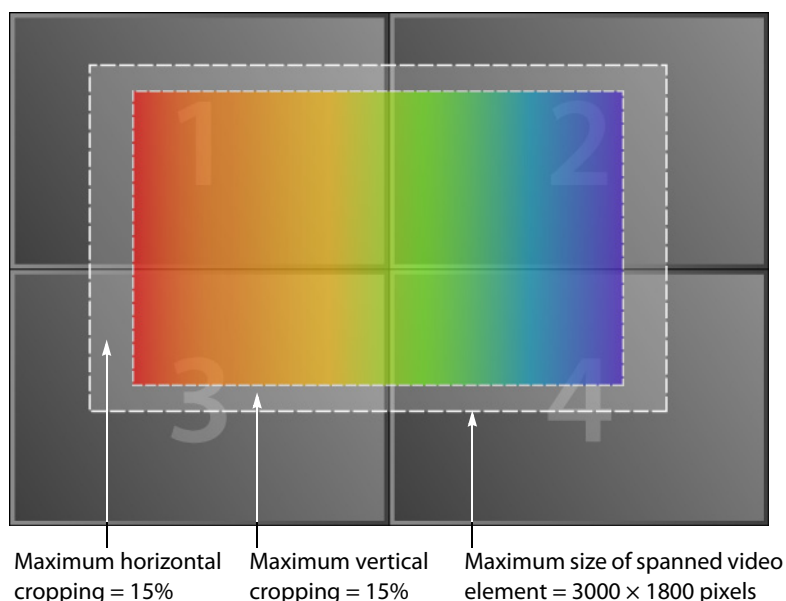 1
2
3
4
Maximum horizontal
cropping = 15%
Maximum vertical
cropping = 15%
Maximum size of spanned video
element = 3000 × 1800 pixels